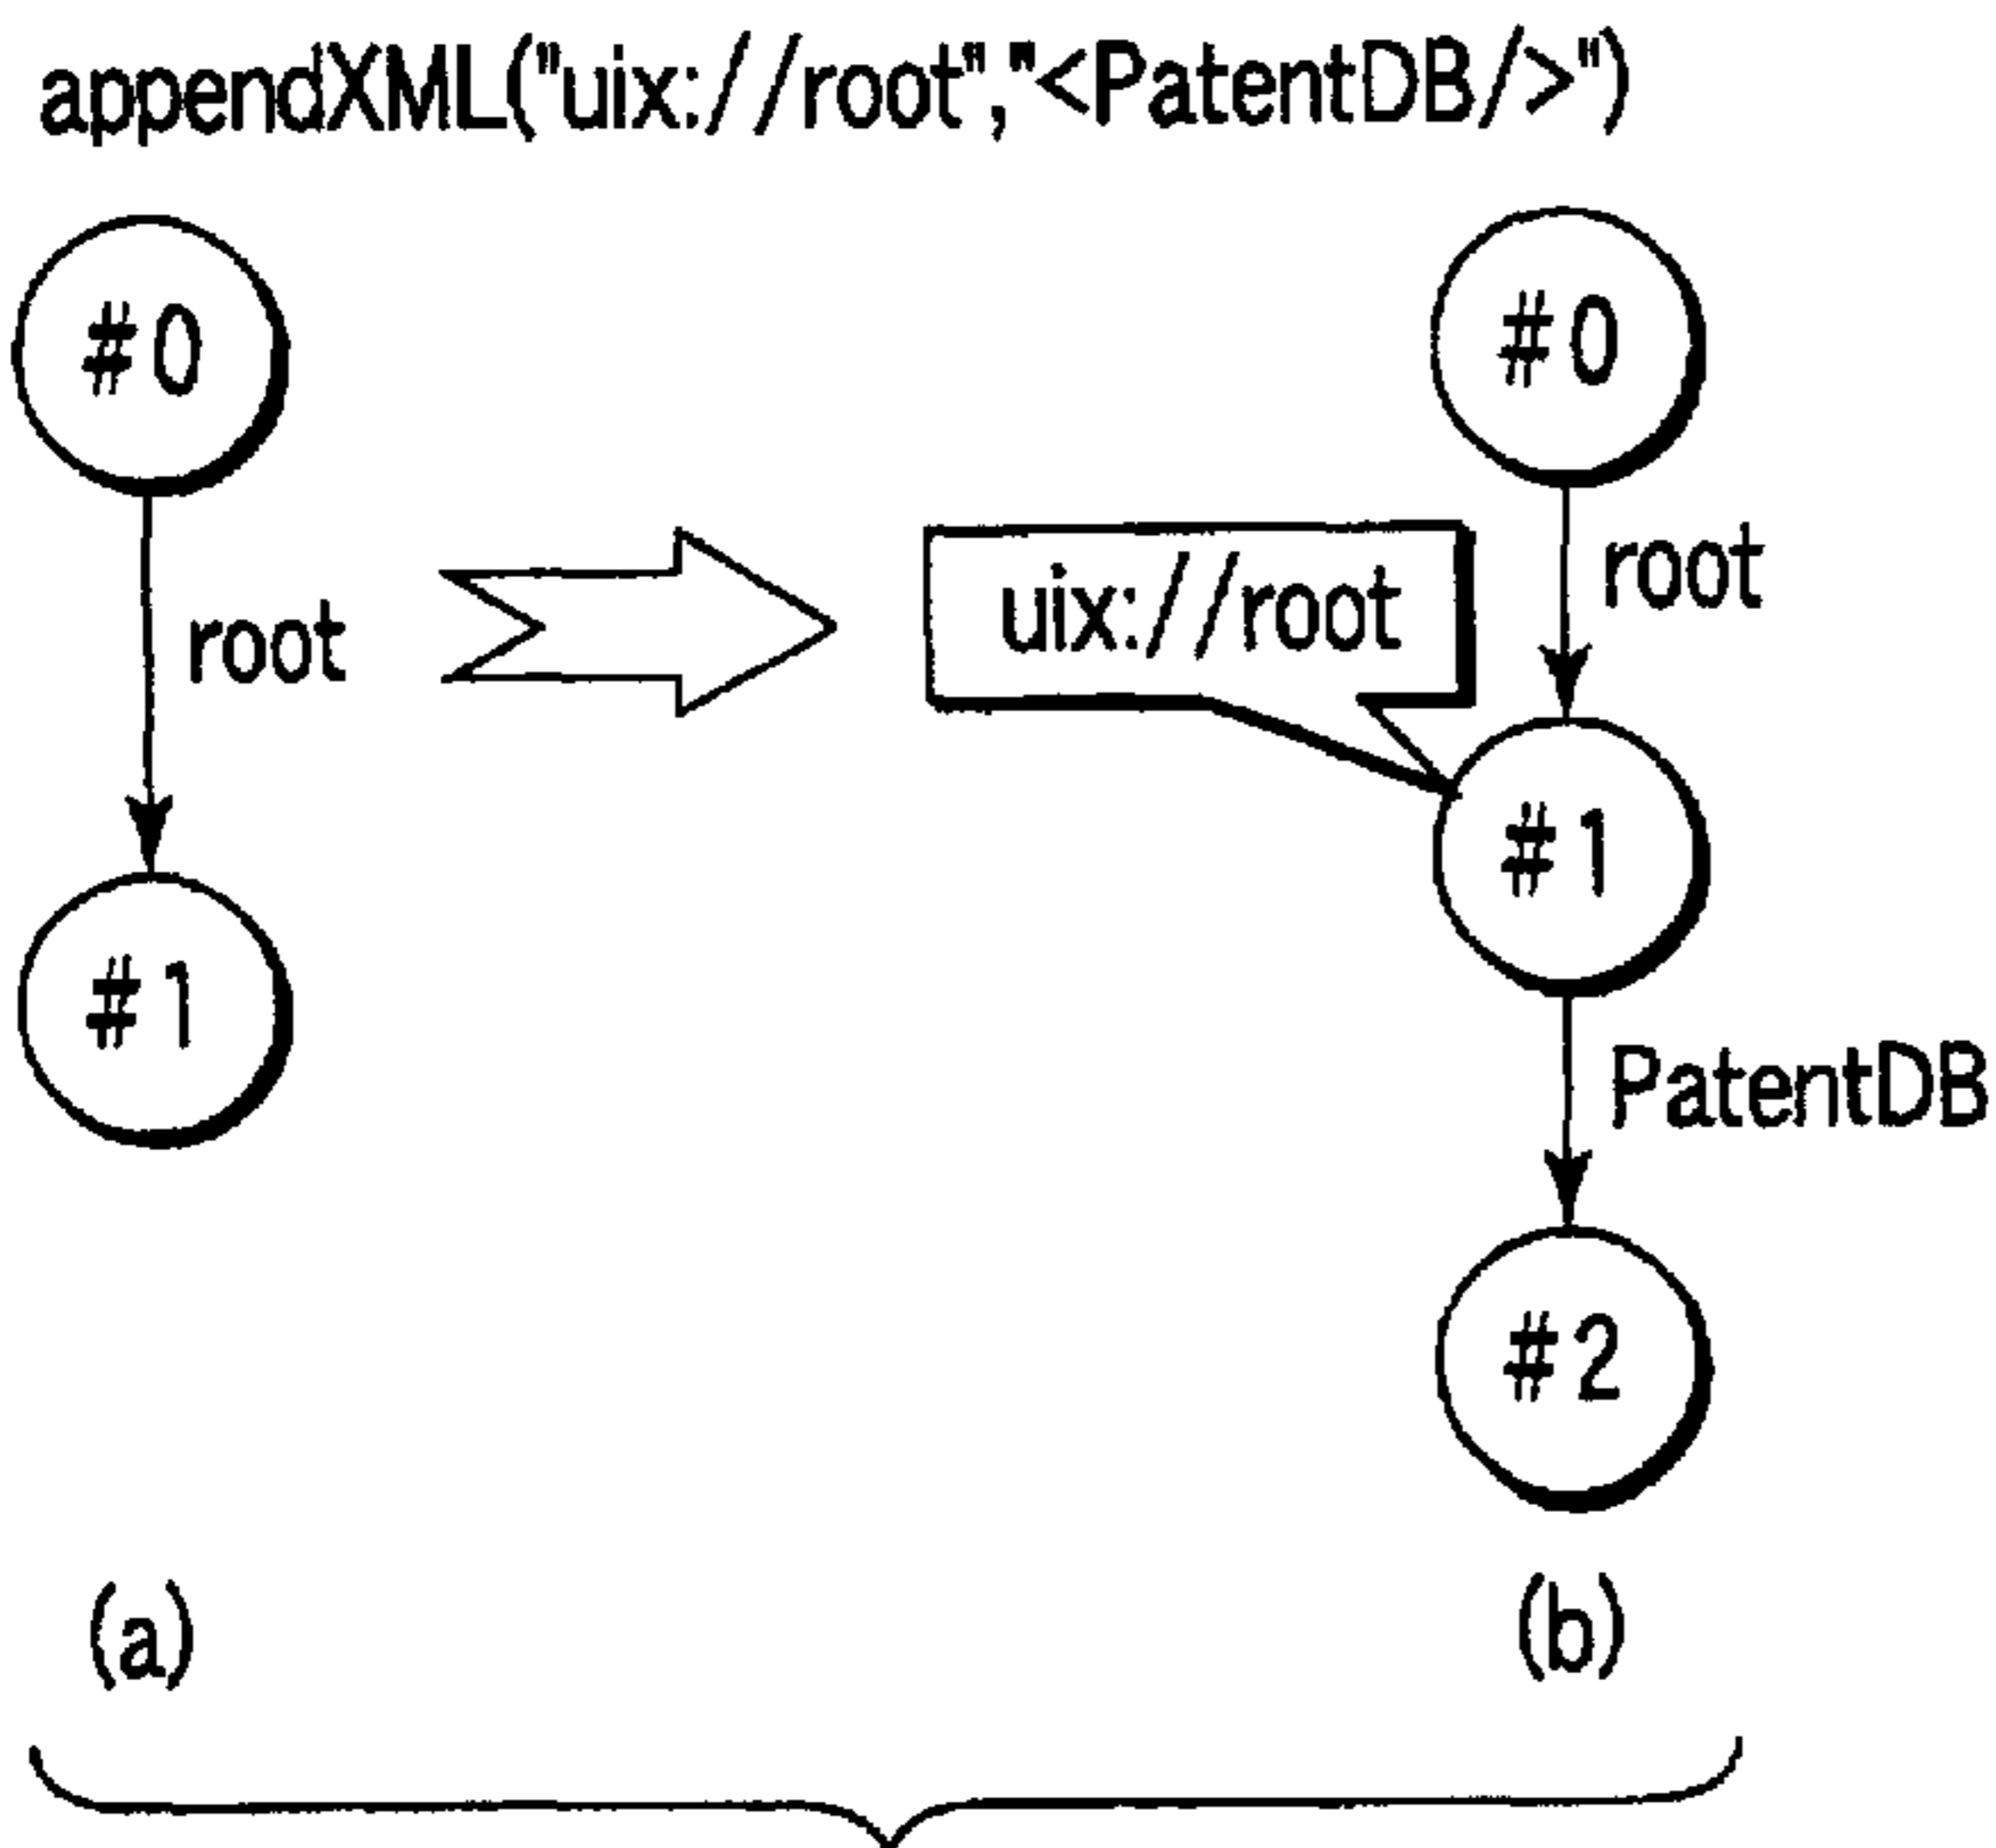 appendXML("uix://root","<PatentDB/>")
#0
#0
root
uix://root
root
#1
#1
PatentDB
#2
(a)
(b)